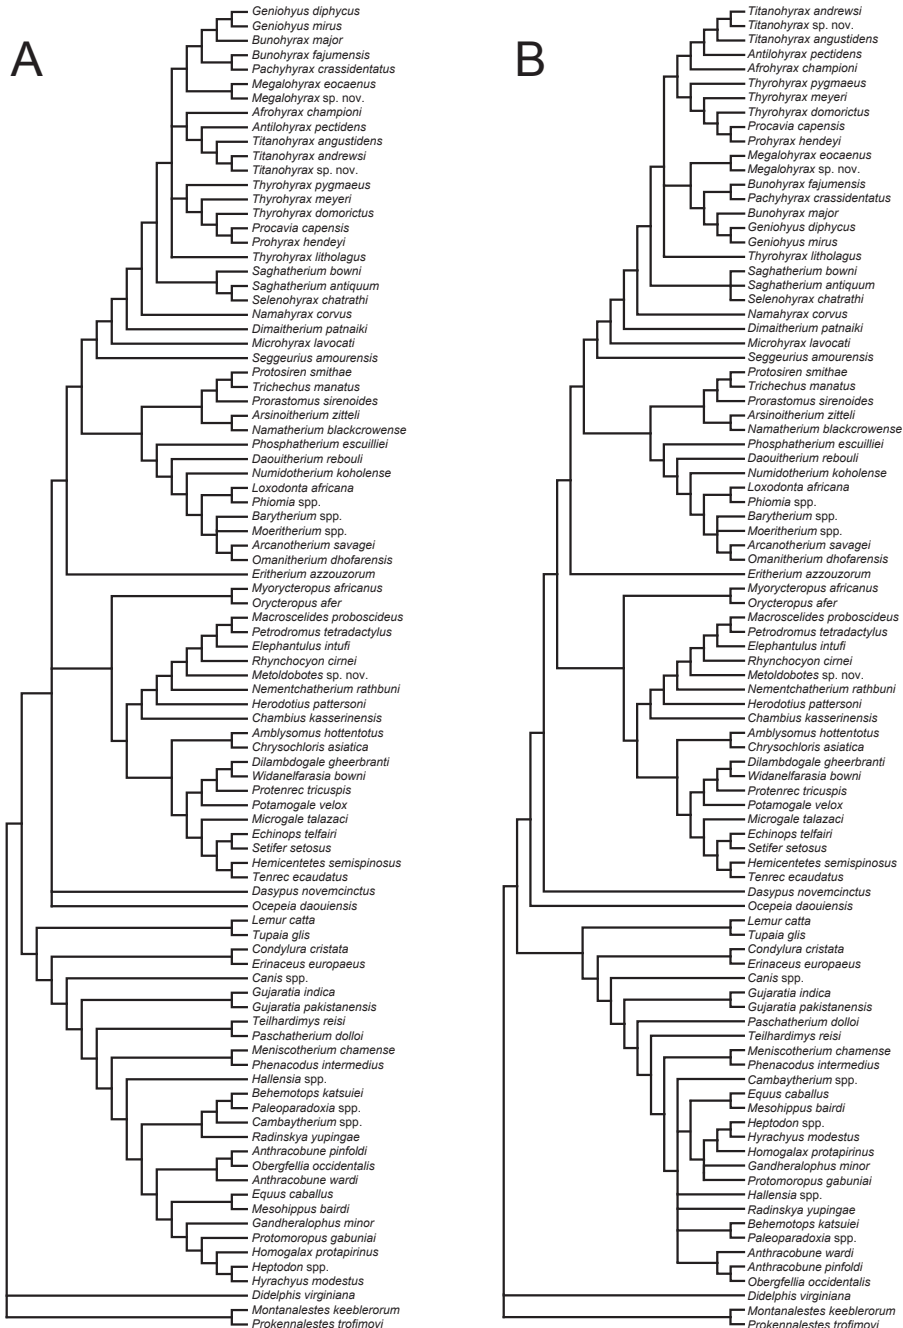 A
Geniohyus diphycus
Geniohyus mirus
Bunohyrax major
Bunohyrax fajumensis
Pachyhyrax crassidentatus
Megalohyrax eocaenus
Megalohyrax sp. nov.
Afrohyrax championi
Antilohyrax pectidens
Titanohyrax angustidens
Titanohyrax andrewsi
Titanohyrax sp. nov.
Thyrohyrax pygmaeus
Thyrohyrax meyeri
Thyrohyrax domorictus
Procavia capensis
Prohyrax hendeyi
Thyrohyrax litholagus
Saghatherium bowni
Saghatherium antiquum
Selenohyrax chatrathi
Namahyrax corvus
Dimaitherium patnaiki
Microhyrax lavocati
Seggeurius amourensis
Protosiren smithae
Trichechus manatus
Prorastomus sirenoides
Arsinoitherium zitteli
Namatherium blackcrowense
Phosphatherium escuilliei
Daouitherium rebouli
Numidotherium koholense
Loxodonta africana
Phiomia spp.
Barytherium spp.
Moeritherium spp.
Arcanotherium savagei
Omanitherium dhofarensis
Eritherium azzouzorum
Myorycteropus africanus
Orycteropus afer
Macroscelides proboscideus
Petrodromus tetradactylus
Elephantulus intufi
Rhynchocyon cirnei
Metoldobotes sp. nov.
Nementchatherium rathbuni
Herodotius pattersoni
Chambius kasserinensis
Amblysomus hottentotus
Chrysochloris asiatica
Dilambdogale gheerbranti
Widanelfarasia bowni
Protenrec tricuspis
Potamogale velox
Microgale talazaci
Echinops telfairi
Setifer setosus
Hemicentetes semispinosus
Tenrec ecaudatus
Dasypus novemcinctus
Ocepeia daouiensis
Lemur catta
Tupaia glis
Condylura cristata
Erinaceus europaeus
Canis spp.
Gujaratia indica
Gujaratia pakistanensis
Teilhardimys reisi
Paschatherium dolloi
Meniscotherium chamense
Phenacodus intermedius
Hallensia spp.
Behemotops katsuiei
Paleoparadoxia spp.
Cambaytherium spp.
Radinskya yupingae
Anthracobune pinfoldi
Obergfellia occidentalis
Anthracobune wardi
Equus caballus
Mesohippus bairdi
Gandheralophus minor
Protomoropus gabuniai
Homogalax protapirinus
Heptodon spp.
Hyrachyus modestus
Didelphis virginiana
Montanalestes keeblerorum
Prokennalestes trofimovi
B
Titanohyrax andrewsi
Titanohyrax sp. nov.
Titanohyrax angustidens
Antilohyrax pectidens
Afrohyrax championi
Thyrohyrax pygmaeus
Thyrohyrax meyeri
Thyrohyrax domorictus
Procavia capensis
Prohyrax hendeyi
Megalohyrax eocaenus
Megalohyrax sp. nov.
Bunohyrax fajumensis
Pachyhyrax crassidentatus
Bunohyrax major
Geniohyus diphycus
Geniohyus mirus
Thyrohyrax litholagus
Saghatherium bowni
Saghatherium antiquum
Selenohyrax chatrathi
Namahyrax corvus
Dimaitherium patnaiki
Microhyrax lavocati
Seggeurius amourensis
Protosiren smithae
Trichechus manatus
Prorastomus sirenoides
Arsinoitherium zitteli
Namatherium blackcrowense
Phosphatherium escuilliei
Daouitherium rebouli
Numidotherium koholense
Loxodonta africana
Phiomia spp.
Barytherium spp.
Moeritherium spp.
Arcanotherium savagei
Omanitherium dhofarensis
Eritherium azzouzorum
Myorycteropus africanus
Orycteropus afer
Macroscelides proboscideus
Petrodromus tetradactylus
Elephantulus intufi
Rhynchocyon cirnei
Metoldobotes sp. nov.
Nementchatherium rathbuni
Herodotius pattersoni
Chambius kasserinensis
Amblysomus hottentotus
Chrysochloris asiatica
Dilambdogale gheerbranti
Widanelfarasia bowni
Protenrec tricuspis
Potamogale velox
Microgale talazaci
Echinops telfairi
Setifer setosus
Hemicentetes semispinosus
Tenrec ecaudatus
Dasypus novemcinctus
Ocepeia daouiensis
Lemur catta
Tupaia glis
Condylura cristata
Erinaceus europaeus
Canis spp.
Gujaratia indica
Gujaratia pakistanensis
Paschatherium dolloi
Teilhardimys reisi
Meniscotherium chamense
Phenacodus intermedius
Cambaytherium spp.
Equus caballus
Mesohippus bairdi
Heptodon spp.
Hyrachyus modestus
Homogalax protapirinus
Gandheralophus minor
Protomoropus gabuniai
Hallensia spp.
Radinskya yupingae
Behemotops katsuiei
Paleoparadoxia spp.
Anthracobune wardi
Anthracobune pinfoldi
Obergfellia occidentalis
Didelphis virginiana
Montanalestes keeblerorum
Prokennalestes trofimovi